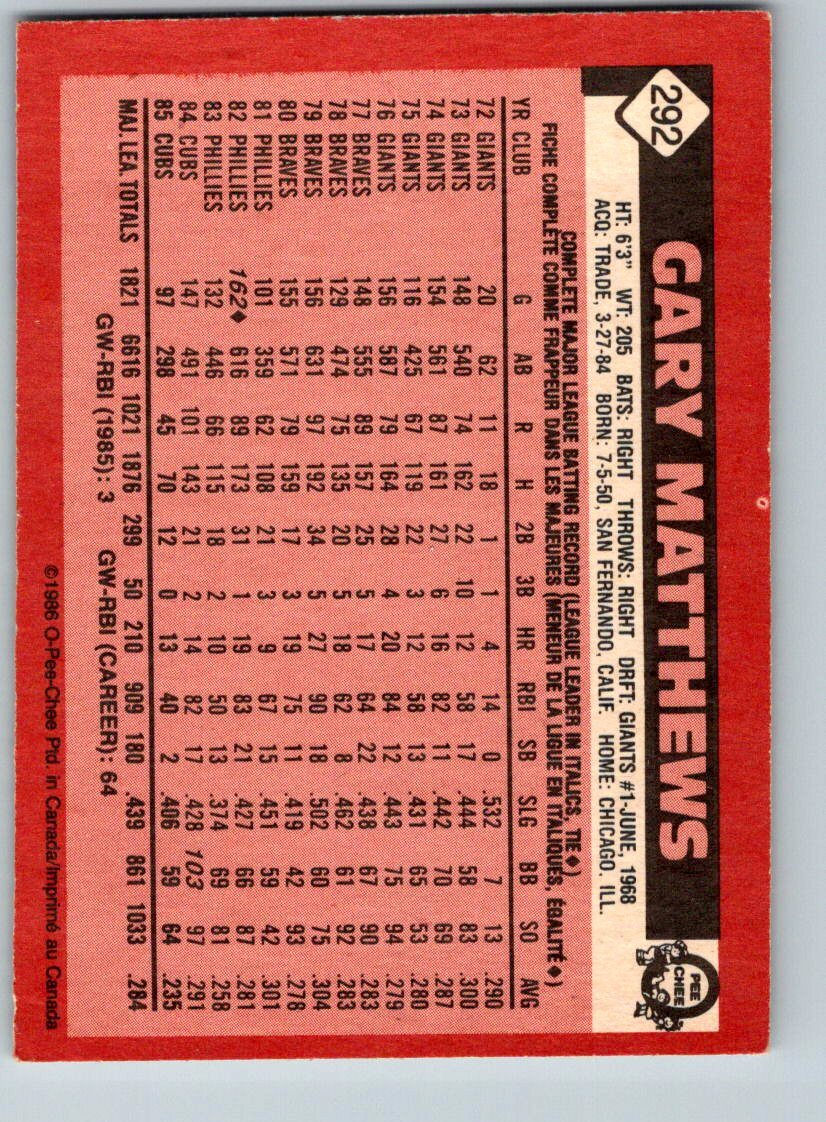 292
GARY MATTHEWS
O PEE CHEE
HT: 6'3" WT: 205 BATS: RIGHT THROWS: RIGHT DRFT: GIANTS #1-JUNE, 1968
ACQ: TRADE, 3-27-84 BORN: 7-5-50, SAN FERNANDO, CALIF. HOME: CHICAGO, ILL.
COMPLETE MAJOR LEAGUE BATTING RECORD (LEAGUE LEADER IN ITALICS, TIE ◆)
FICHE COMPLÈTE COMME FRAPPEUR DANS LES MAJEURES (MENEUR DE LA LIGUE EN ITALIQUES, ÉGALITÉ ◆)
YR CLUB G AB R H 2B 3B HR RBI SB SLG BB SO AVG
72 GIANTS 20 62 11 18 1 1 4 14 0 .532 7 13 .290
73 GIANTS 148 540 74 162 22 10 12 58 17 .444 58 83 .300
74 GIANTS 154 561 87 161 27 6 16 82 11 .442 70 69 .287
75 GIANTS 116 425 67 119 22 3 12 58 13 .431 65 53 .280
76 GIANTS 156 587 79 164 28 4 20 84 12 .443 75 94 .279
77 BRAVES 148 555 89 157 25 5 17 64 22 .438 67 90 .283
78 BRAVES 129 474 75 135 20 5 18 62 8 .462 61 92 .283
79 BRAVES 156 631 97 192 34 5 27 90 18 .502 60 75 .304
80 BRAVES 155 571 79 159 17 3 19 75 11 .419 42 93 .278
81 PHILLIES 101 359 62 108 21 3 9 67 15 .451 59 42 .301
82 PHILLIES 162◆ 616 89 173 31 1 19 83 21 .427 66 87 .281
83 PHILLIES 132 446 66 115 18 2 10 50 13 .374 69 81 .258
84 CUBS 147 491 101 143 21 2 14 82 17 .428 103 97 .291
85 CUBS 97 298 45 70 12 0 13 40 2 .406 59 64 .235
MAJ. LEA. TOTALS 1821 6616 1021 1876 299 50 210 909 180 .439 861 1033 .284
GW-RBI (1985): 3 GW-RBI (CAREER): 64
©1986 O-Pee-Chee Ptd. in Canada/Imprimé au Canada